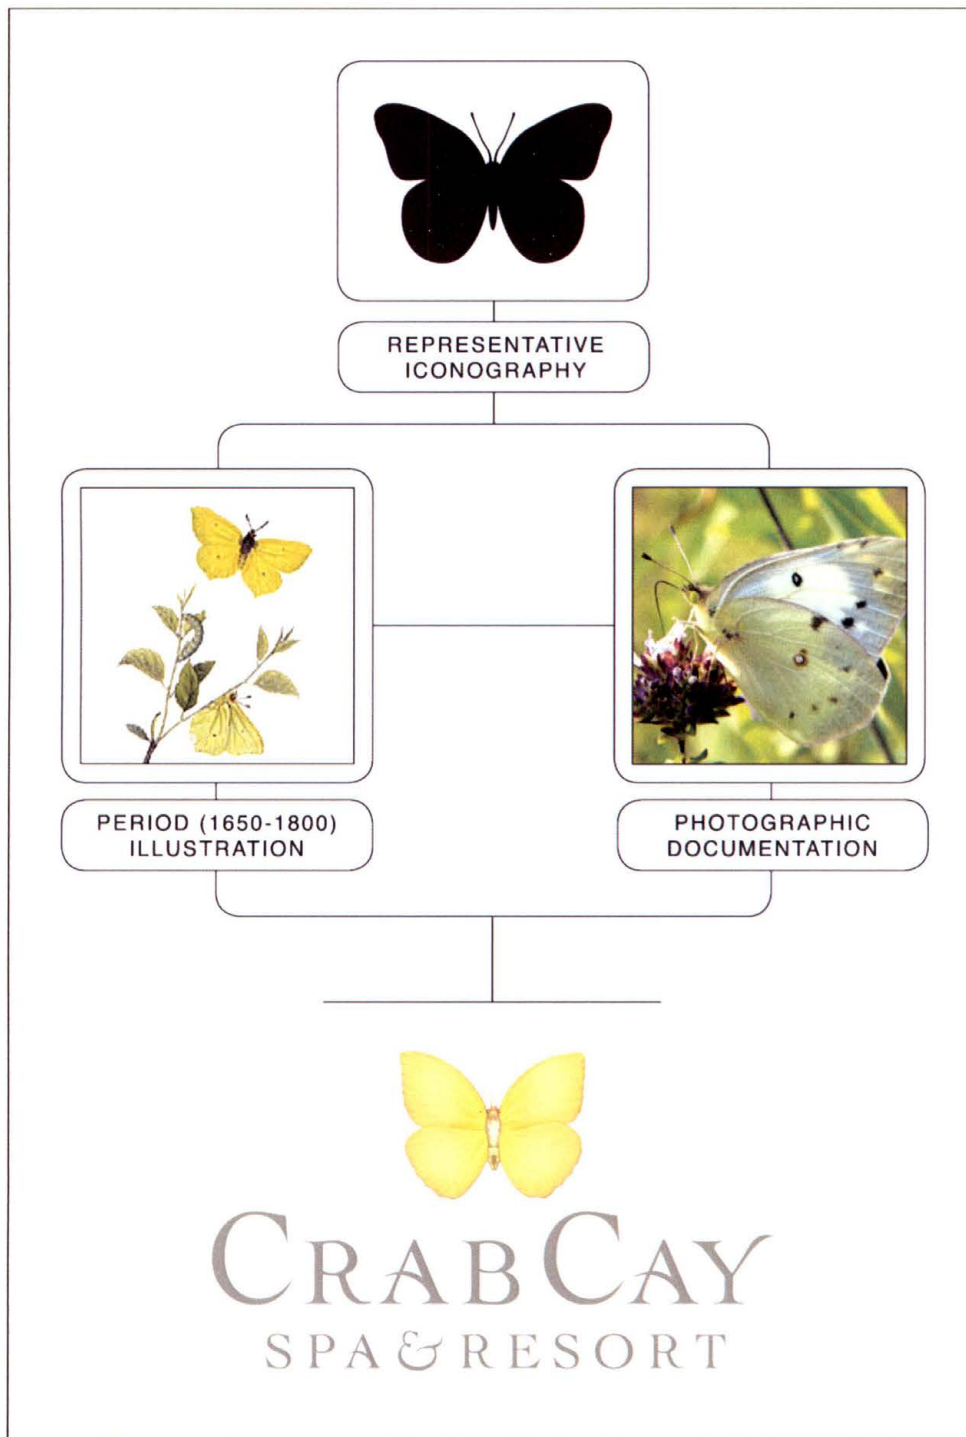 REPRESENTATIVE
ICONOGRAPHY
PERIOD (1650-1800)
ILLUSTRATION
PHOTOGRAPHIC
DOCUMENTATION
CRAB CAY
SPA & RESORT